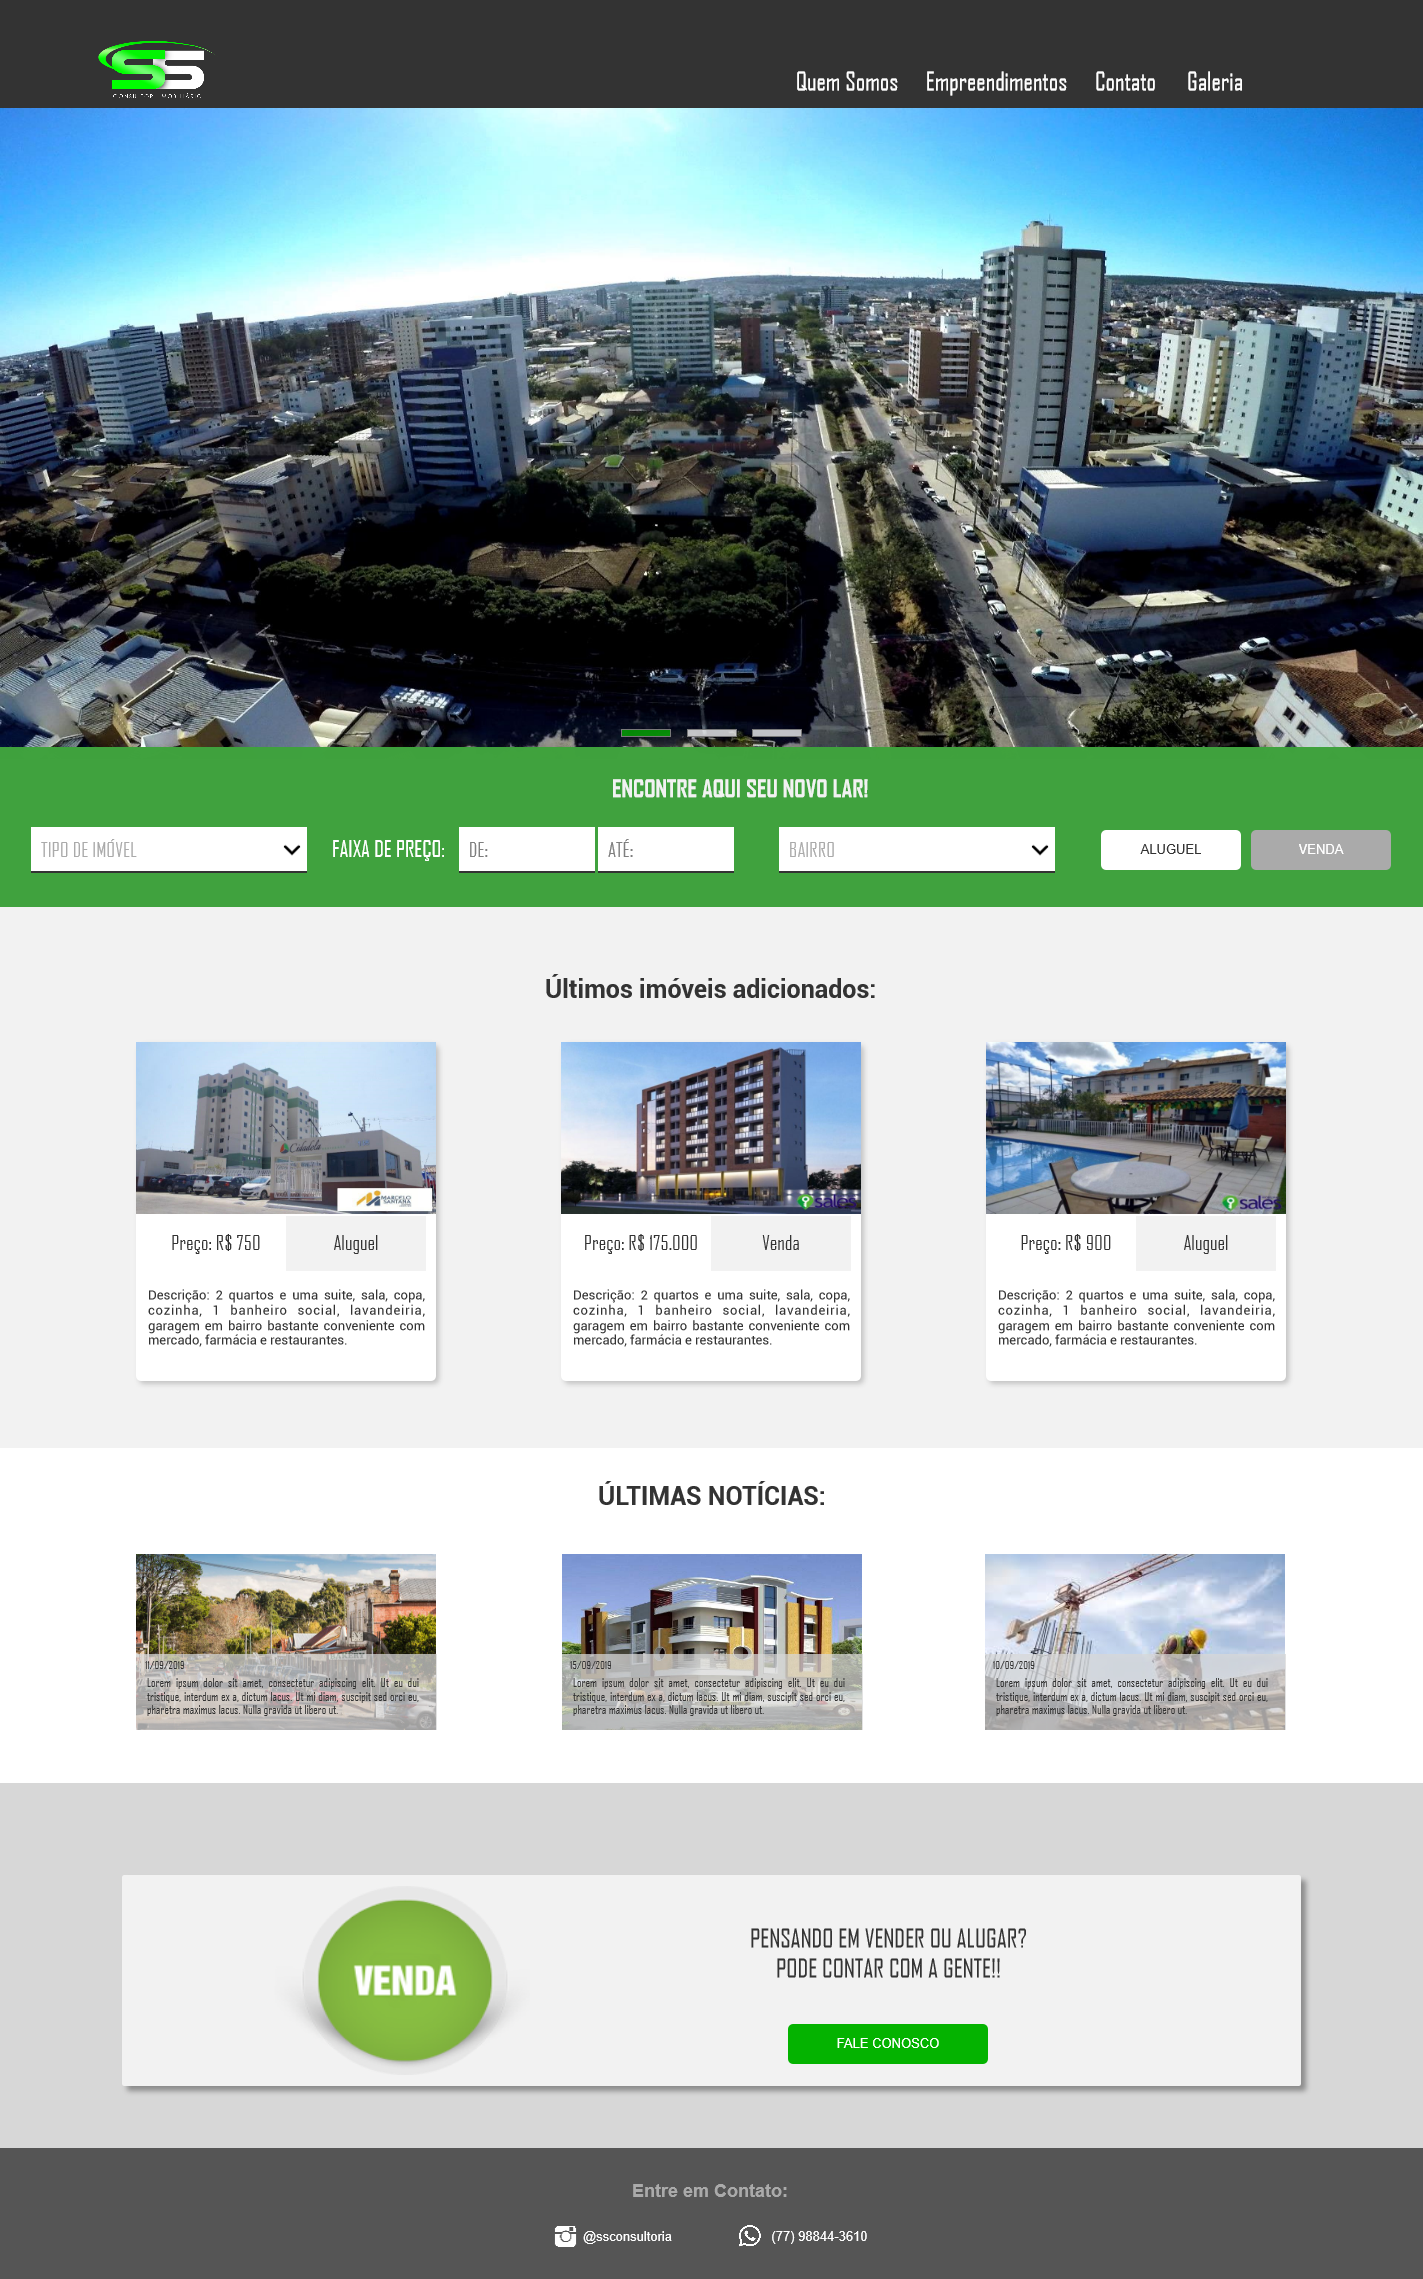 SS
CONSULTOR IMOBILIÁRIO
Quem Somos Empreendimentos Contato Galeria
ENCONTRE AQUI SEU NOVO LAR!
TIPO DE IMÓVEL FAIXA DE PREÇO: DE: ATÉ: BAIRRO ALUGUEL VENDA
Últimos imóveis adicionados:
Cidadela
MARCELO
SANTANA
sales
sales
Preço: R$ 750 Aluguel
Descrição: 2 quartos e uma suite, sala, copa,
cozinha, 1 banheiro social, lavandeiria,
garagem em bairro bastante conveniente com
mercado, farmácia e restaurantes.
Preço: R$ 175.000 Venda
Descrição: 2 quartos e uma suite, sala, copa,
cozinha, 1 banheiro social, lavandeiria,
garagem em bairro bastante conveniente com
mercado, farmácia e restaurantes.
Preço: R$ 900 Aluguel
Descrição: 2 quartos e uma suite, sala, copa,
cozinha, 1 banheiro social, lavandeiria,
garagem em bairro bastante conveniente com
mercado, farmácia e restaurantes.
ÚLTIMAS NOTÍCIAS:
11/09/2019
Lorem ipsum dolor sit amet, consectetur adipiscing elit. Ut eu dui
tristique, interdum ex a, dictum lacus. Ut mi diam, suscipit sed orci eu,
pharetra maximus lacus. Nulla gravida ut libero ut.
15/09/2019
Lorem ipsum dolor sit amet, consectetur adipiscing elit. Ut eu dui
tristique, interdum ex a, dictum lacus. Ut mi diam, suscipit sed orci eu,
pharetra maximus lacus. Nulla gravida ut libero ut.
10/09/2019
Lorem ipsum dolor sit amet, consectetur adipiscing elit. Ut eu dui
tristique, interdum ex a, dictum lacus. Ut mi diam, suscipit sed orci eu,
pharetra maximus lacus. Nulla gravida ut libero ut.
VENDA
PENSANDO EM VENDER OU ALUGAR?
PODE CONTAR COM A GENTE!!
FALE CONOSCO
Entre em Contato:
@ssconsultoria (77) 98844-3610